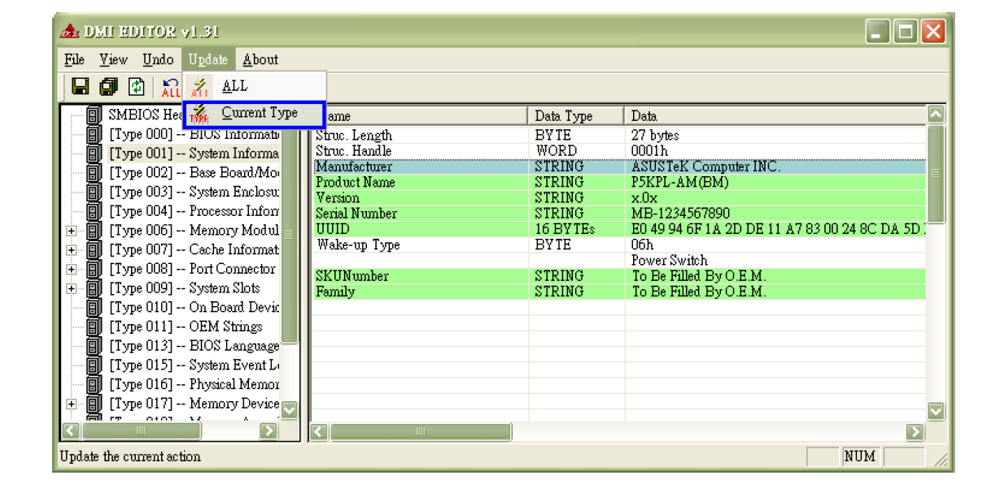 DMI EDITOR v1.31
File View Undo Update About
ALL ALL ALL
TYPE Current Type
SMBIOS Hea ame Data Type Data
[Type 000] -- BIOS Informati Struc. Length BYTE 27 bytes
[Type 001] -- System Informa Struc. Handle WORD 0001h
[Type 002] -- Base Board/Mo Manufacturer STRING ASUSTeK Computer INC.
Product Name STRING P5KPL-AM(BM)
[Type 003] -- System Enclosu Version STRING x.0x
[Type 004] -- Processor Infor Serial Number STRING MB-1234567890
[Type 006] -- Memory Modul UUID 16 BYTEs E0 49 94 6F 1A 2D DE 11 A7 83 00 24 8C DA 5D
[Type 007] -- Cache Informat Wake-up Type BYTE 06h
[Type 008] -- Port Connector Power Switch
SKUNumber STRING To Be Filled By O.E.M.
[Type 009] -- System Slots Family STRING To Be Filled By O.E.M.
[Type 010] -- On Board Devic
[Type 011] -- OEM Strings
[Type 013] -- BIOS Language
[Type 015] -- System Event L
[Type 016] -- Physical Memor
[Type 017] -- Memory Device
Update the current action NUM